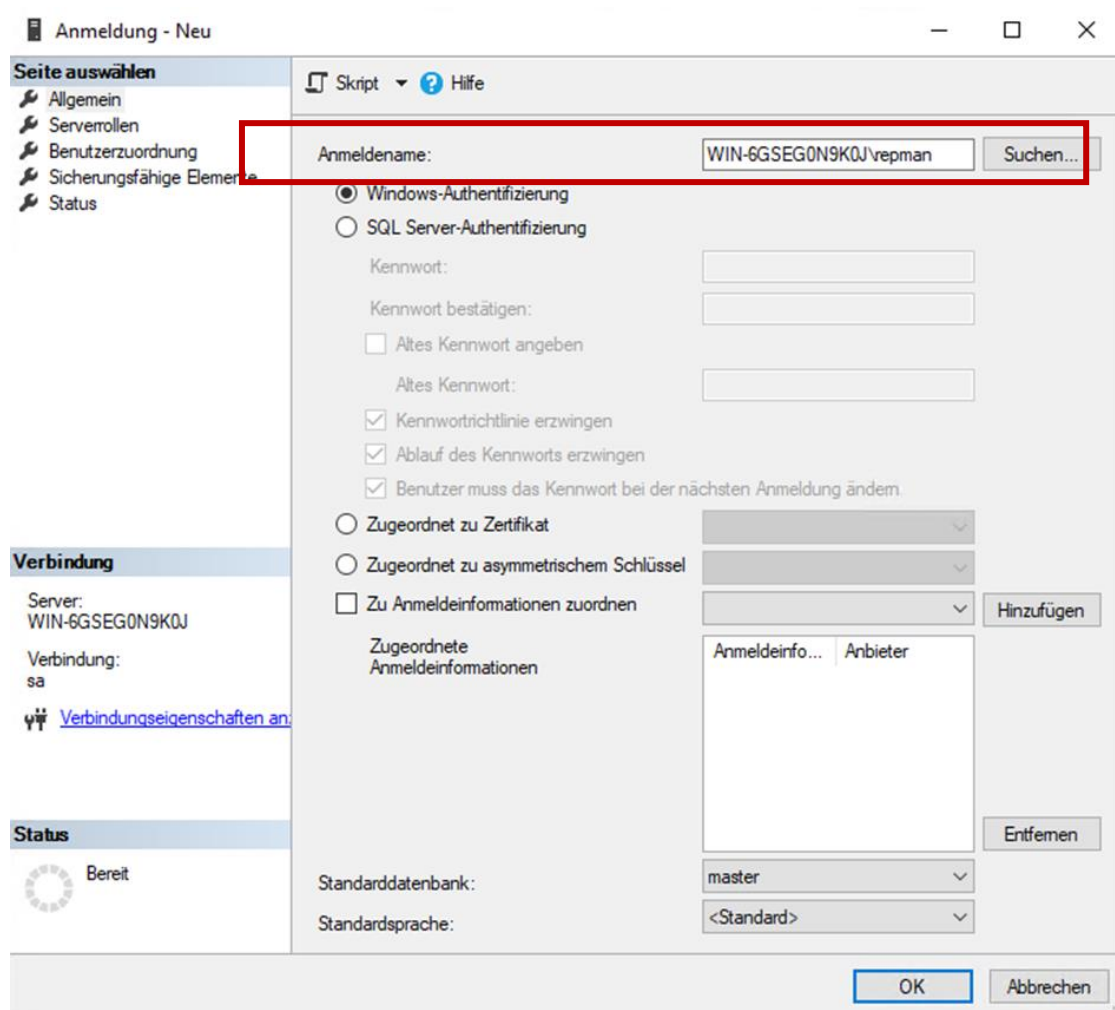 Anmeldung - Neu
Seite auswählen
Allgemein
Serverrollen
Benutzerzuordnung
Sicherungsfähige Elemente
Status
Skript
Hilfe
Anmeldename:
WIN-6GSEG0N9K0J\repman
Suchen...
Windows-Authentifizierung
SQL Server-Authentifizierung
Kennwort:
Kennwort bestätigen:
Altes Kennwort angeben
Altes Kennwort:
Kennwortrichtlinie erzwingen
Ablauf des Kennworts erzwingen
Benutzer muss das Kennwort bei der nächsten Anmeldung ändern
Zugeordnet zu Zertifikat
Zugeordnet zu asymmetrischem Schlüssel
Zu Anmeldeinformationen zuordnen
Hinzufügen
Zugeordnete
Anmeldeinformationen
Anmeldeinfo... Anbieter
Entfernen
Standarddatenbank:
master
Standardsprache:
<Standard>
Verbindung
Server:
WIN-6GSEG0N9K0J
Verbindung:
sa
Verbindungseigenschaften an
Status
Bereit
OK
Abbrechen